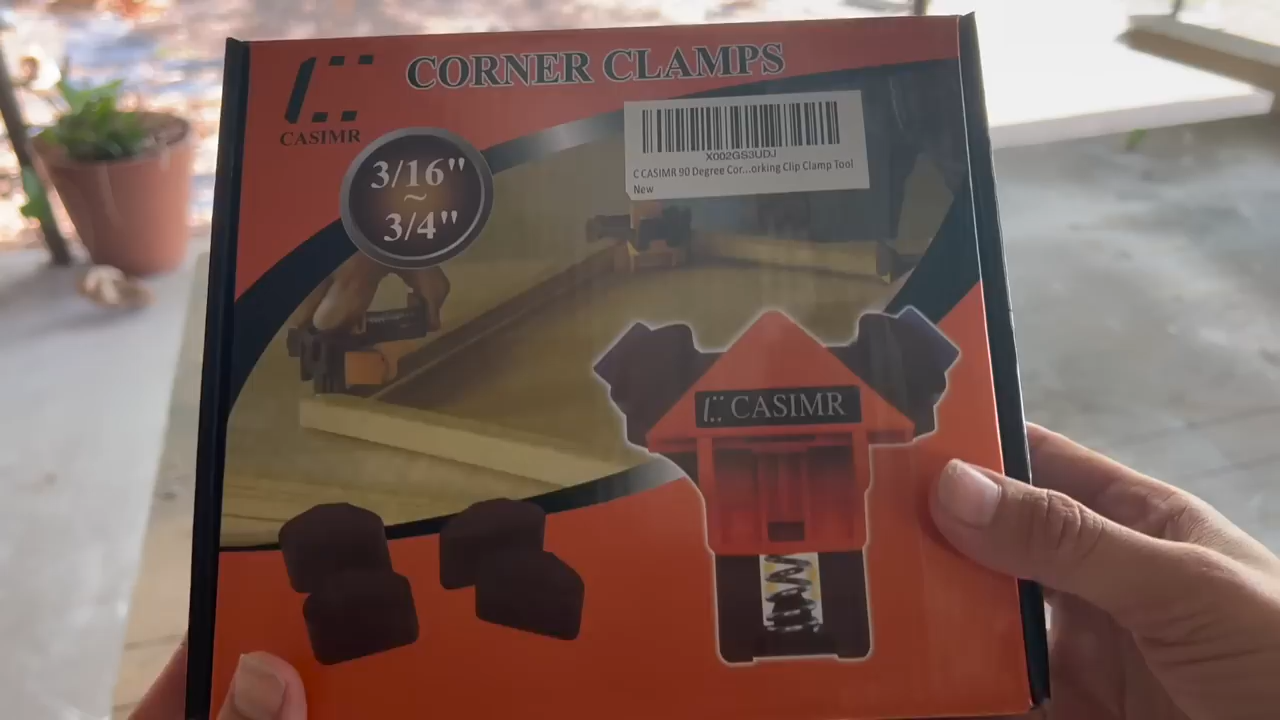 CORNER CLAMPS
CASIMR
3/16"
~
3/4"
X002GS3UDJ
C CASIMR 90 Degree Cor...orking Clip Clamp Tool
New
CASIMR